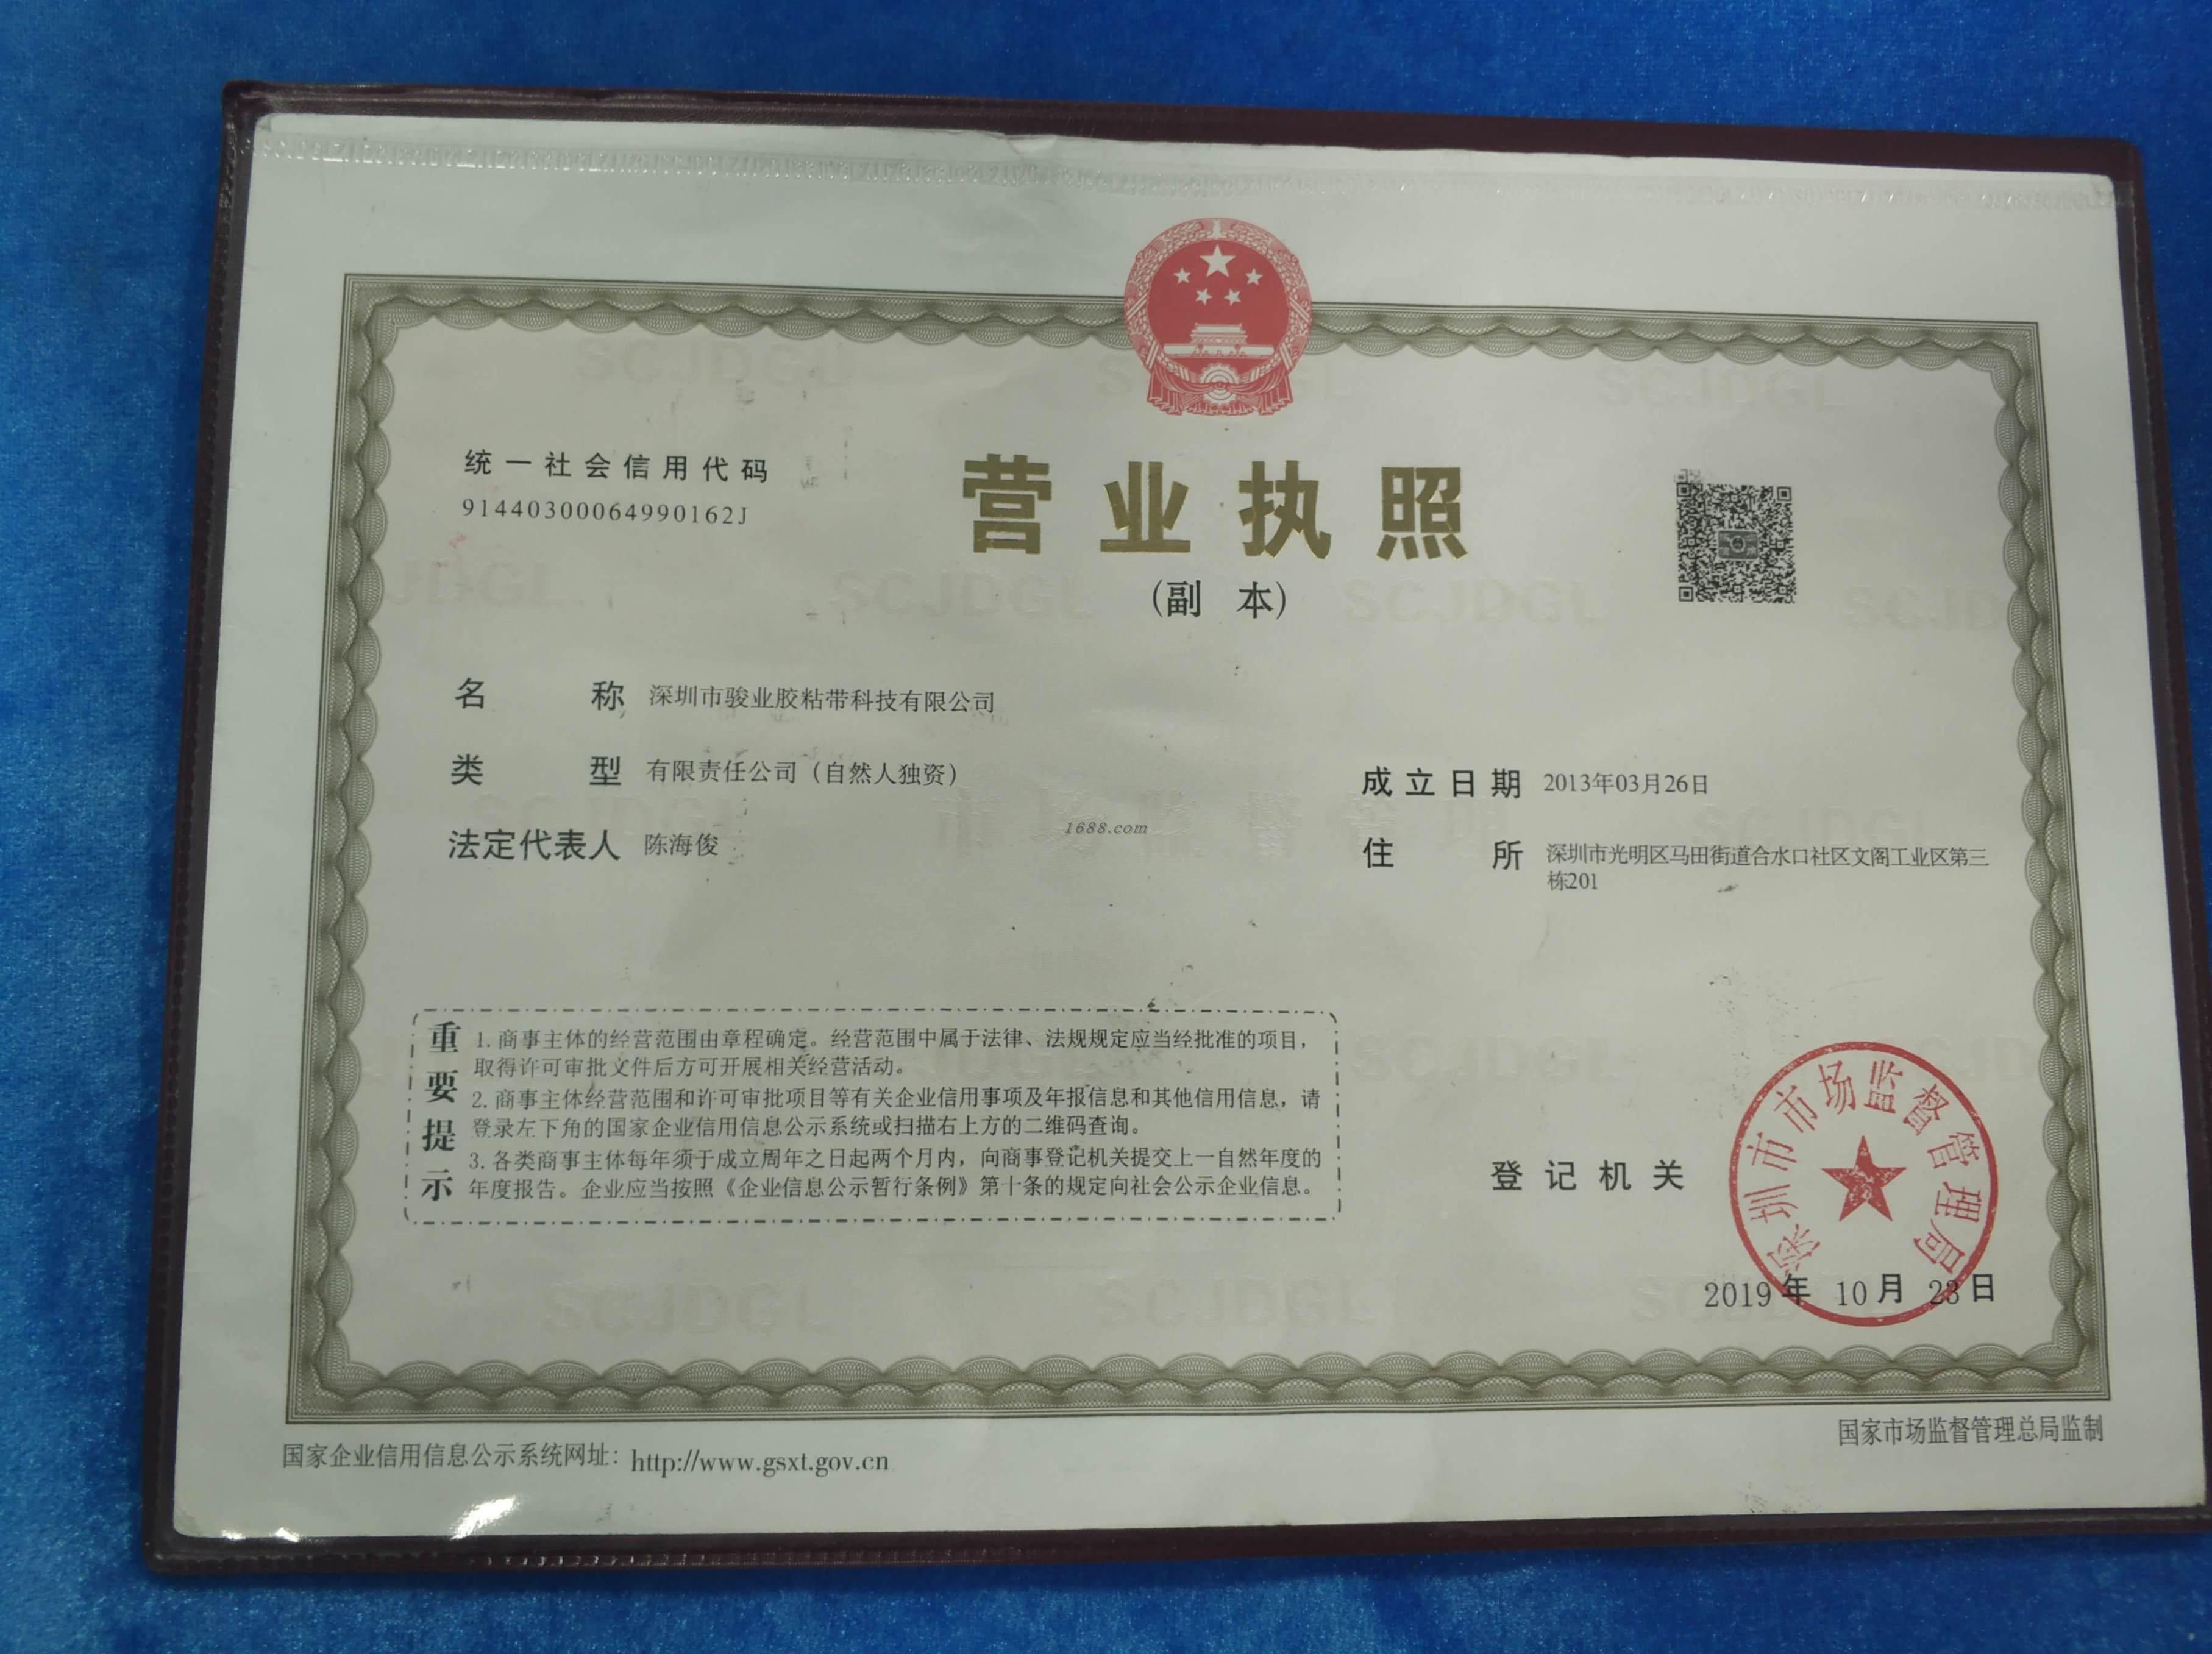 统一社会信用代码
91440300064990162J
营业执照
(副 本)
名 称 深圳市骏业胶粘带科技有限公司
类 型 有限责任公司（自然人独资）
法定代表人 陈海俊
成立日期 2013年03月26日
住 所 深圳市光明区马田街道合水口社区文阁工业区第三
栋201
1688.com
重要提示
1. 商事主体的经营范围由章程确定。经营范围中属于法律、法规规定应当经批准的项目，
取得许可审批文件后方可开展相关经营活动。
2. 商事主体经营范围和许可审批项目等有关企业信用事项及年报信息和其他信用信息，请
登录左下角的国家企业信用信息公示系统或扫描右上方的二维码查询。
3. 各类商事主体每年须于成立周年之日起两个月内，向商事登记机关提交上一自然年度的
年度报告。企业应当按照《企业信息公示暂行条例》第十条的规定向社会公示企业信息。
登记机关
深圳市市场监督管理局
2019年 10月 23日
国家企业信用信息公示系统网址：http://www.gsxt.gov.cn
国家市场监督管理总局监制
SCJDGL